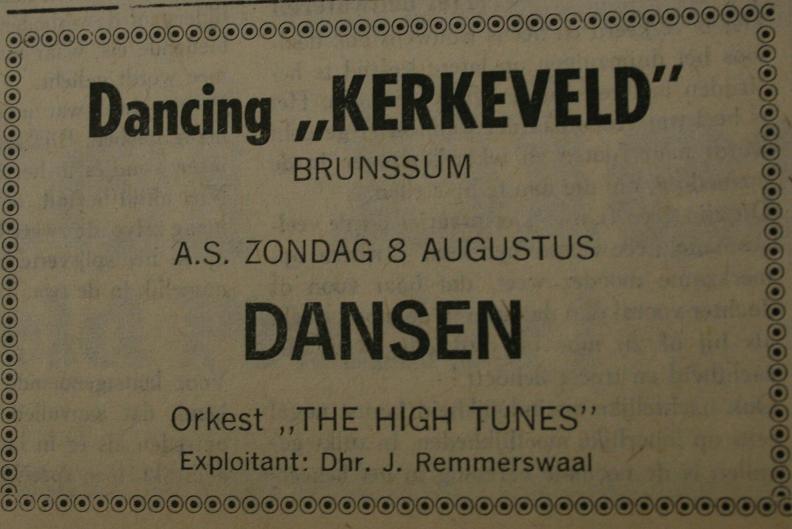 Dancing „KERKEVELD”
BRUNSSUM
A.S. ZONDAG 8 AUGUSTUS
DANSEN
Orkest „THE HIGH TUNES”
Exploitant: Dhr. J. Remmerswaal